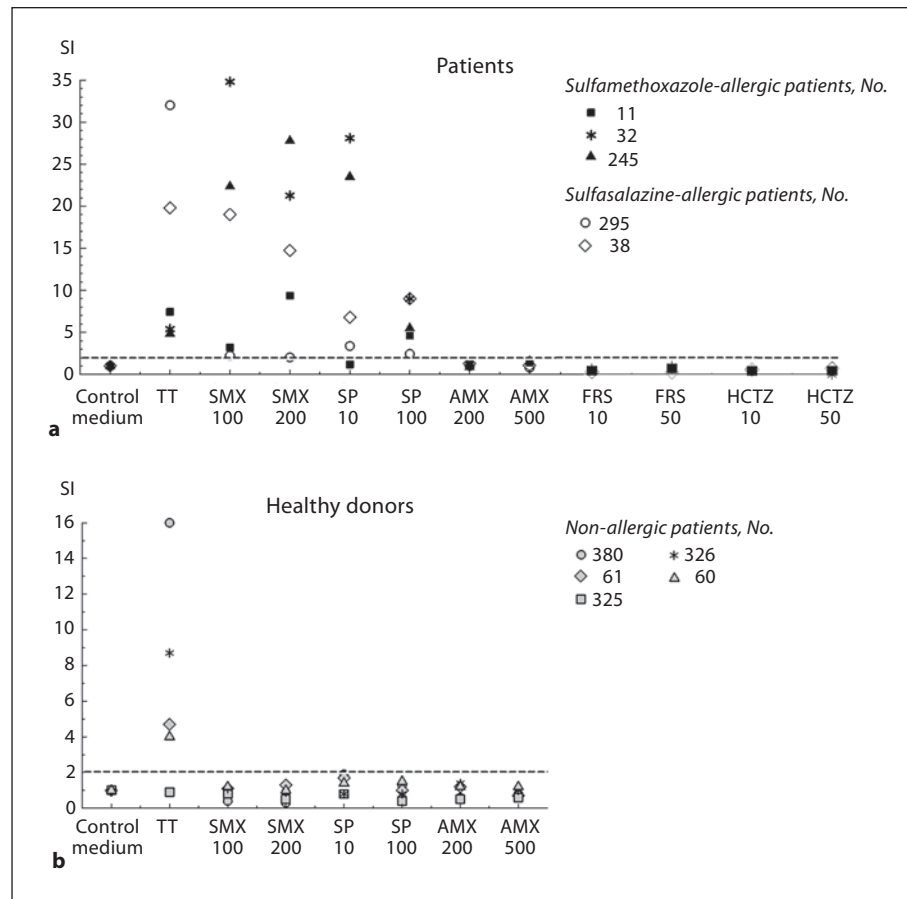 SI
Patients
35
30
25
20
15
10
5
0
Sulfamethoxazole-allergic patients, No.
11
32
245
Sulfasalazine-allergic patients, No.
295
38
Control medium
TT
SMX 100
SMX 200
SP 10
SP 100
AMX 200
AMX 500
FRS 10
FRS 50
HCTZ 10
HCTZ 50
a
SI
Healthy donors
16
14
12
10
8
6
4
2
0
Non-allergic patients, No.
380 326
61 60
325
Control medium
TT
SMX 100
SMX 200
SP 10
SP 100
AMX 200
AMX 500
b